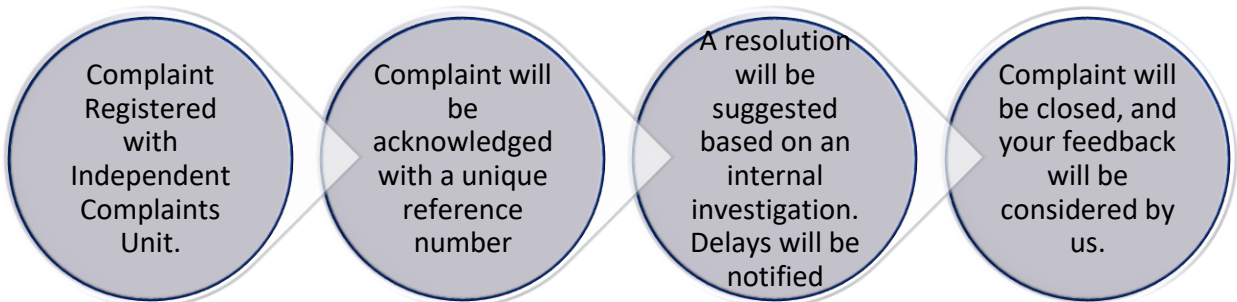 Complaint
Registered
with
Independent
Complaints
Unit.
Complaint will
be
acknowledged
with a unique
reference
number
A resolution
will be
suggested
based on an
internal
investigation.
Delays will be
notified
Complaint will
be closed, and
your feedback
will be
considered by
us.